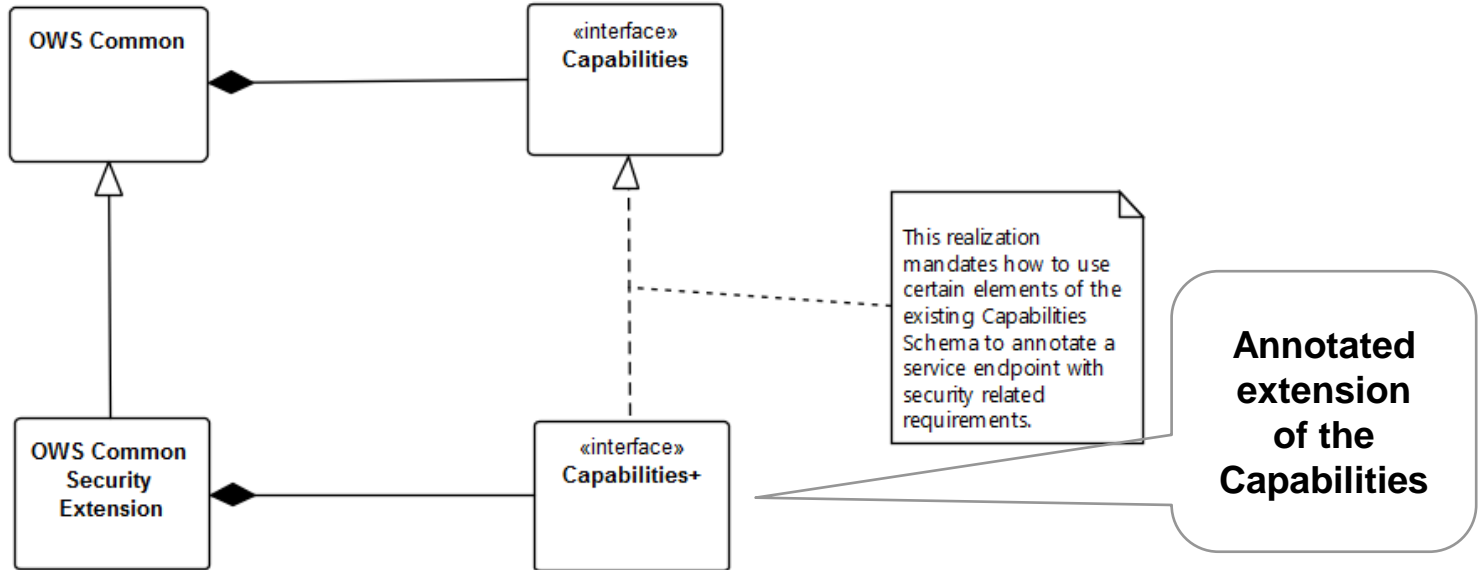 OWS Common
«interface»
Capabilities
This realization
mandates how to use
certain elements of the
existing Capabilities
Schema to annotate a
service endpoint with
security related
requirements.
Annotated
extension
of the
Capabilities
OWS Common
Security
Extension
«interface»
Capabilities+